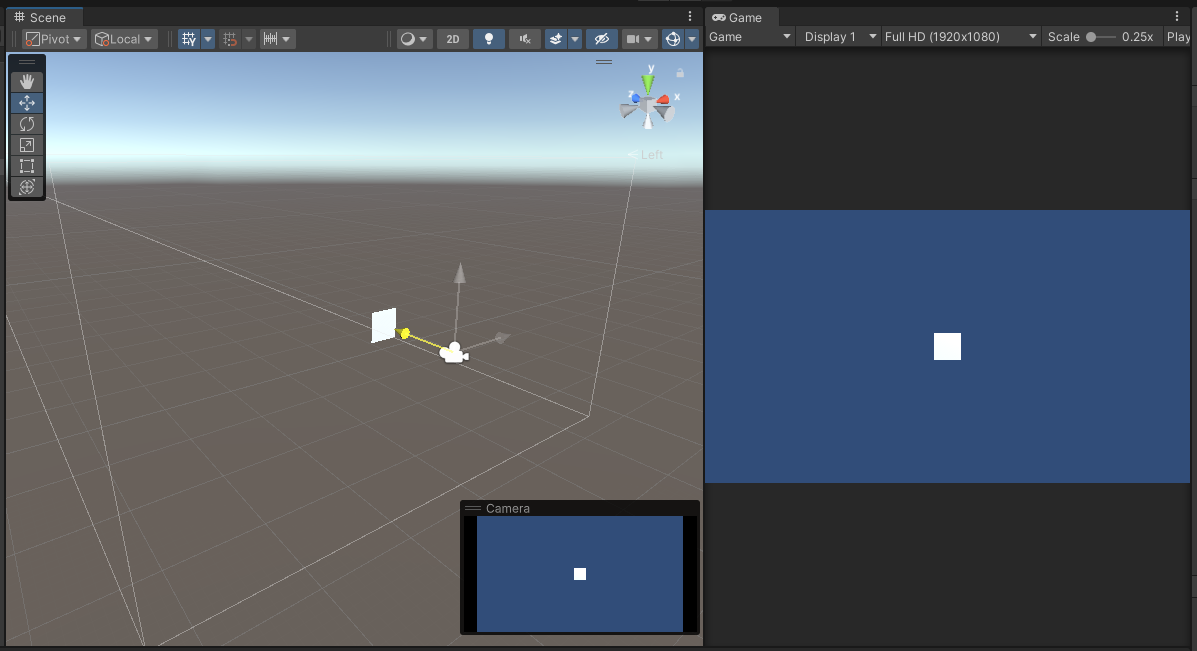 Scene
Game
Pivot
Local
2D
Game
Display 1
Full HD (1920x1080)
Scale
0.25x
Play
y
z
x
Left
Camera